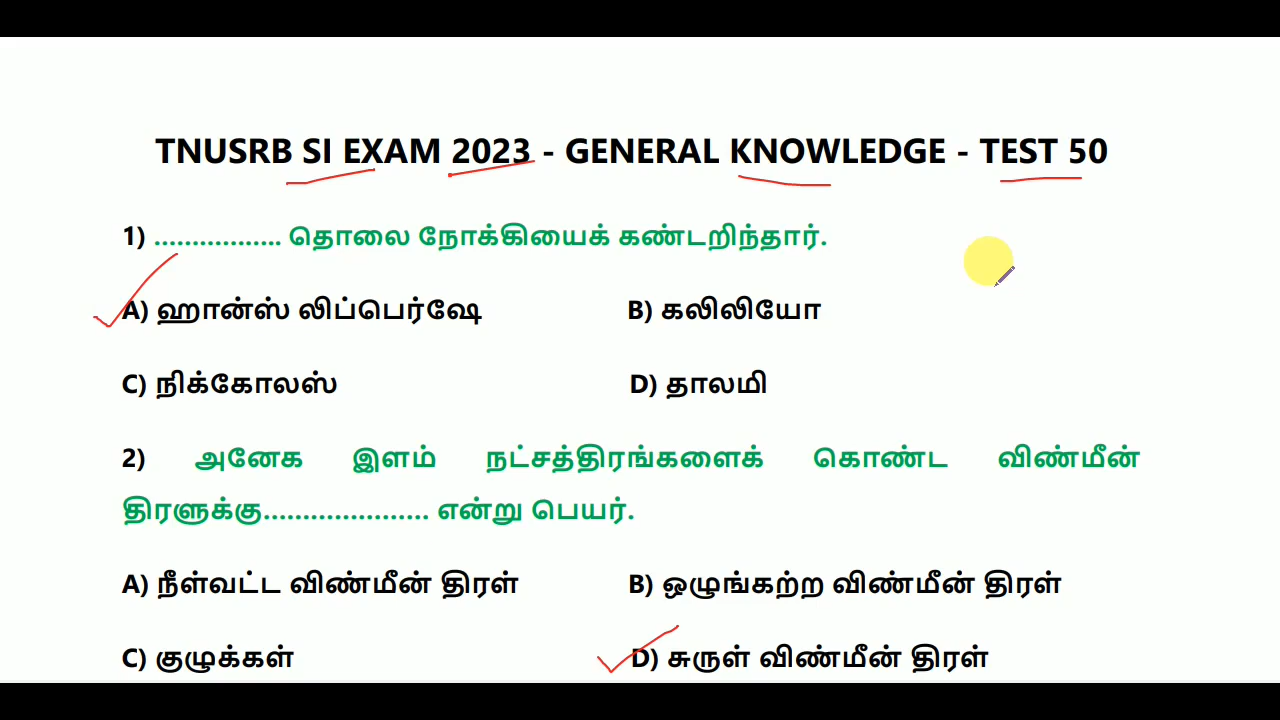 TNUSRB SI EXAM 2023 - GENERAL KNOWLEDGE - TEST 50
1) ................. தொலை நோக்கியைக் கண்டறிந்தார்.
A) ஹான்ஸ் லிப்பெர்ஷே B) கலிலியோ
C) நிக்கோலஸ் D) தாலமி
2) அனேக இளம் நட்சத்திரங்களைக் கொண்ட விண்மீன்
திரளுக்கு..................... என்று பெயர்.
A) நீள்வட்ட விண்மீன் திரள் B) ஒழுங்கற்ற விண்மீன் திரள்
C) குழுக்கள் D) சுருள் விண்மீன் திரள்